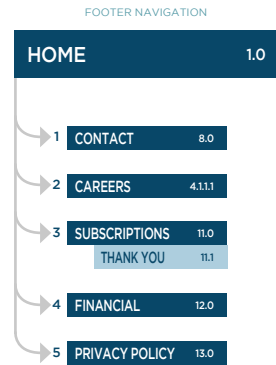 FOOTER NAVIGATION
HOME 1.0
1 CONTACT 8.0
2 CAREERS 4.1.1.1
3 SUBSCRIPTIONS 11.0
THANK YOU 11.1
4 FINANCIAL 12.0
5 PRIVACY POLICY 13.0